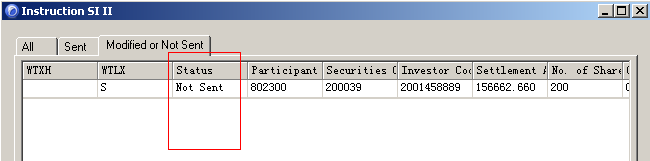 Instruction SI II
All Sent Modified or Not Sent
WTXH WTLX Status Participant Securities C Investor Coo Settlement A No. of Share
S Not Sent 802300 200039 2001458889 156662.660 200